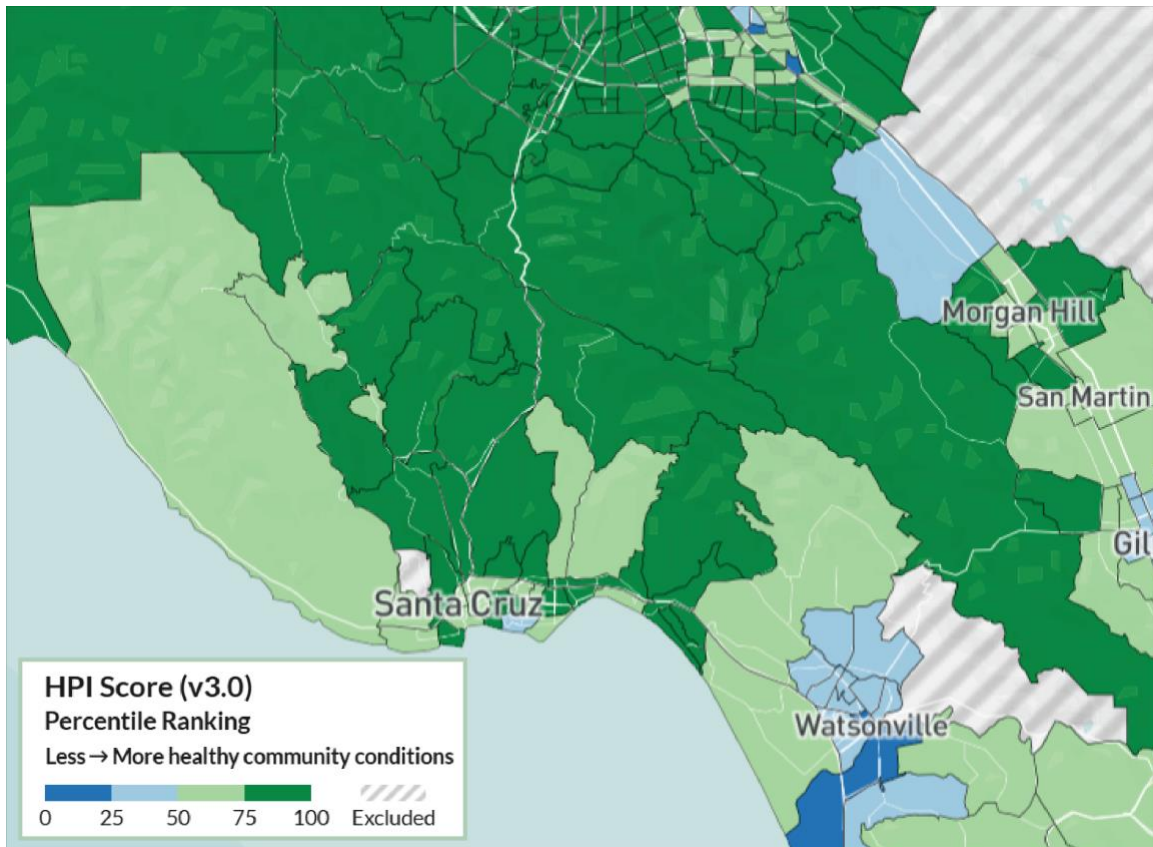 Morgan Hill
San Martin
Gil
Santa Cruz
Watsonville
HPI Score (v3.0)
Percentile Ranking
Less → More healthy community conditions
0 25 50 75 100 Excluded